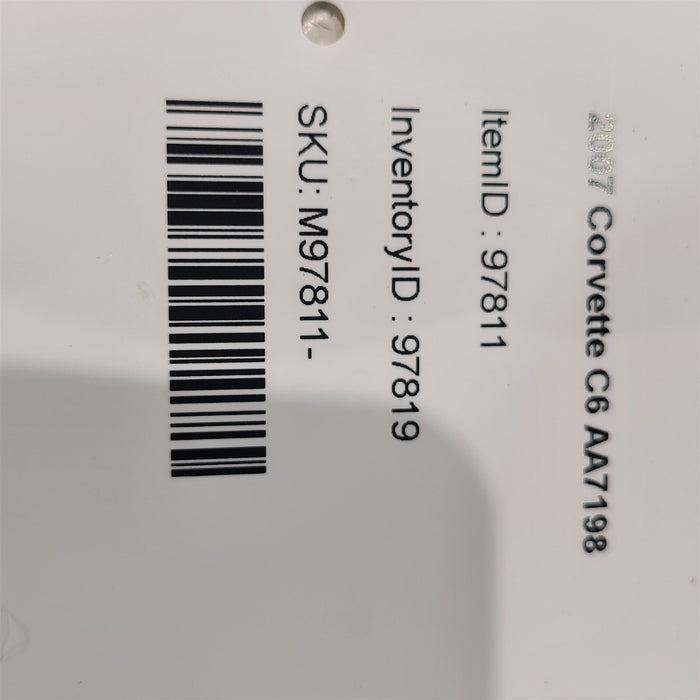 2007 Corvette C6 AA7198
ItemID : 97811
InventoryID : 97819
SKU: M97811-